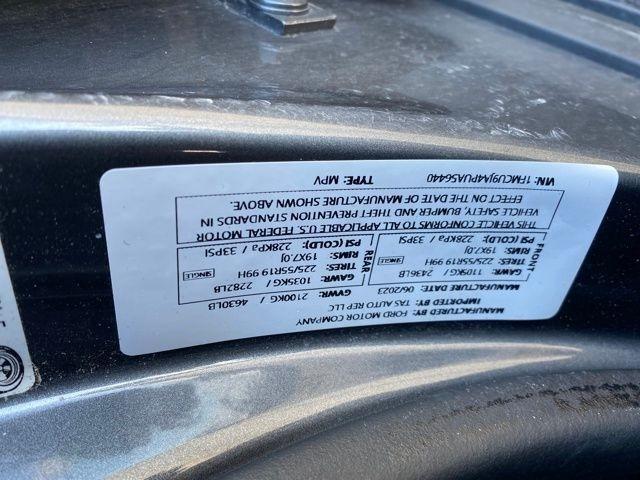 MANUFACTURED BY: FORD MOTOR COMPANY
IMPORTED BY: TAS AUTO REP LLC
MANUFACTURE DATE: 06/2023 GVWR: 2100KG / 4630LB
FRONT
GAWR: 1105KG / 2436LB
TIRES: 225/55R19 99H SINGLE
RIMS: 19X7.0J
PSI (COLD): 228KPa / 33PSI
REAR
GAWR: 1035KG / 2282LB
TIRES: 225/55R19 99H SINGLE
RIMS: 19X7.0J
PSI (COLD): 228KPa / 33PSI
THIS VEHICLE CONFORMS TO ALL APPLICABLE U.S. FEDERAL MOTOR
VEHICLE SAFETY, BUMPER AND THEFT PREVENTION STANDARDS IN
EFFECT ON THE DATE OF MANUFACTURE SHOWN ABOVE.
VIN: 1FMCU9J94PUA56440 TYPE: MPV